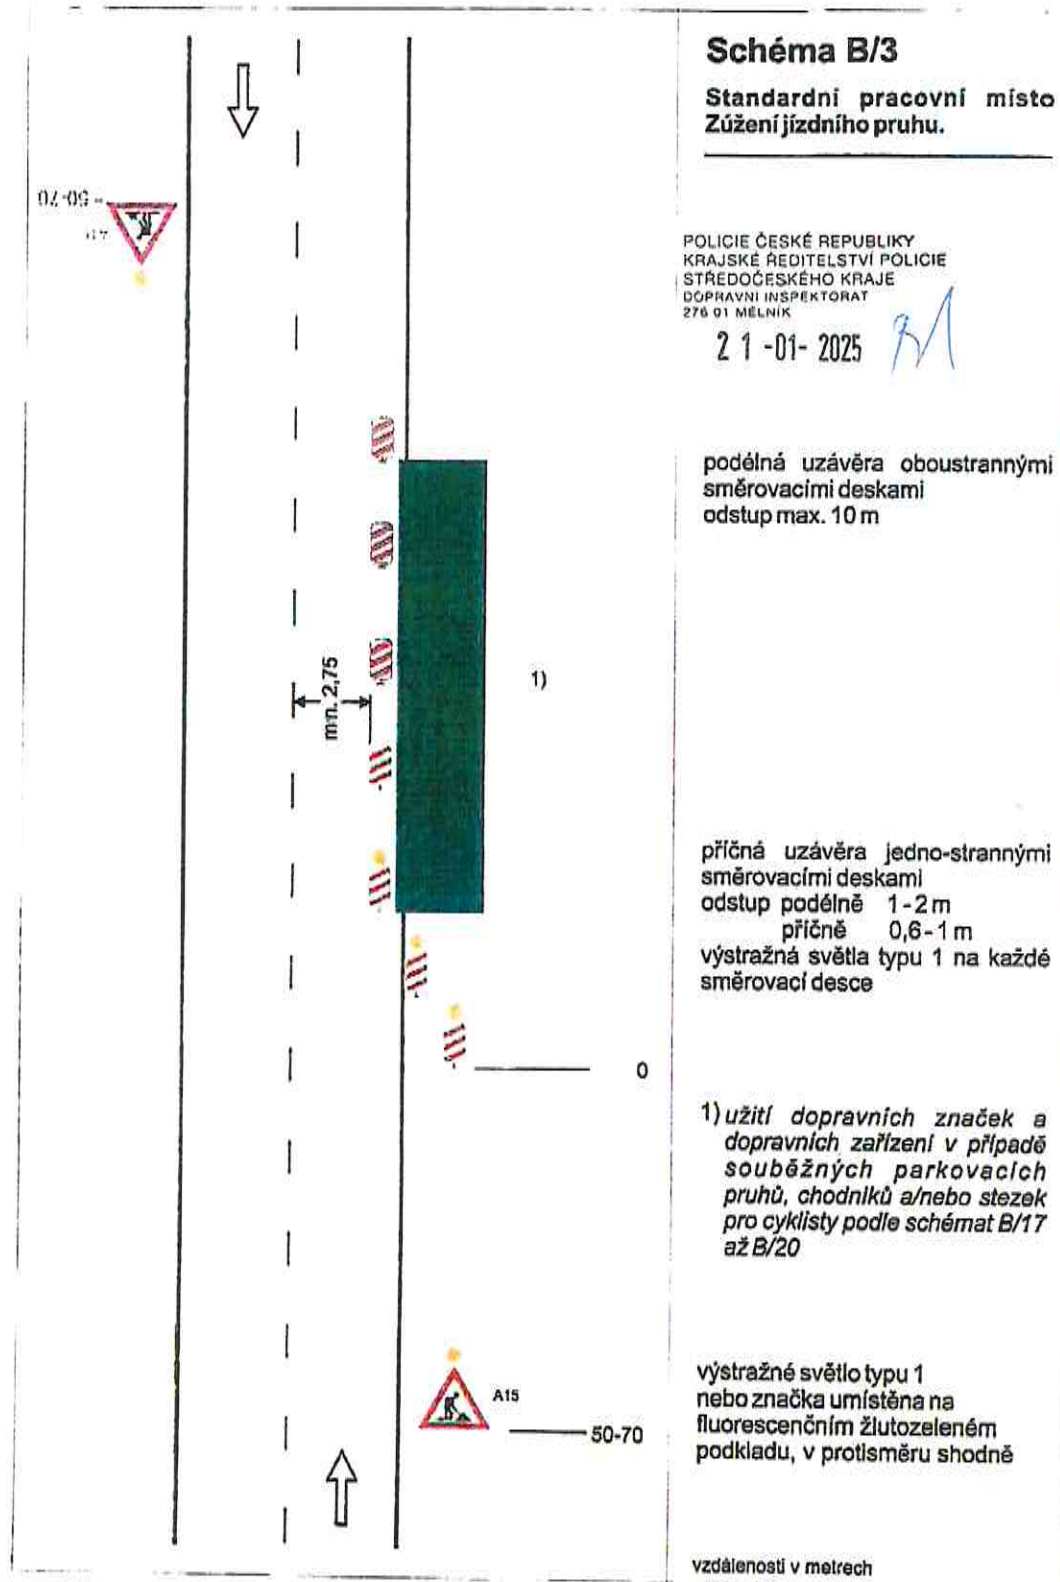 Schéma B/3
Standardní pracovní místo
Zúžení jízdního pruhu.
50-70
POLICIE ČESKÉ REPUBLIKY
KRAJSKÉ ŘEDITELSTVÍ POLICIE
STŘEDOČESKÉHO KRAJE
DOPRAVNÍ INSPEKTORÁT
276 01 MĚLNÍK
21-01-2025
podélná uzávěra oboustrannými
směrovacími deskami
odstup max. 10 m
min. 2,75
1)
příčná uzávěra jedno-strannými
směrovacími deskami
odstup podélně 1-2 m
příčně 0,6-1 m
výstražná světla typu 1 na každé
směrovací desce
0
1) užití dopravních značek a
dopravních zařízení v případě
souběžných parkovacích
pruhů, chodníků a/nebo stezek
pro cyklisty podle schémat B/17
až B/20
výstražné světlo typu 1
nebo značka umístěna na
fluorescenčním žlutozeleném
podkladu, v protisměru shodně
A15
50-70
vzdálenosti v metrech